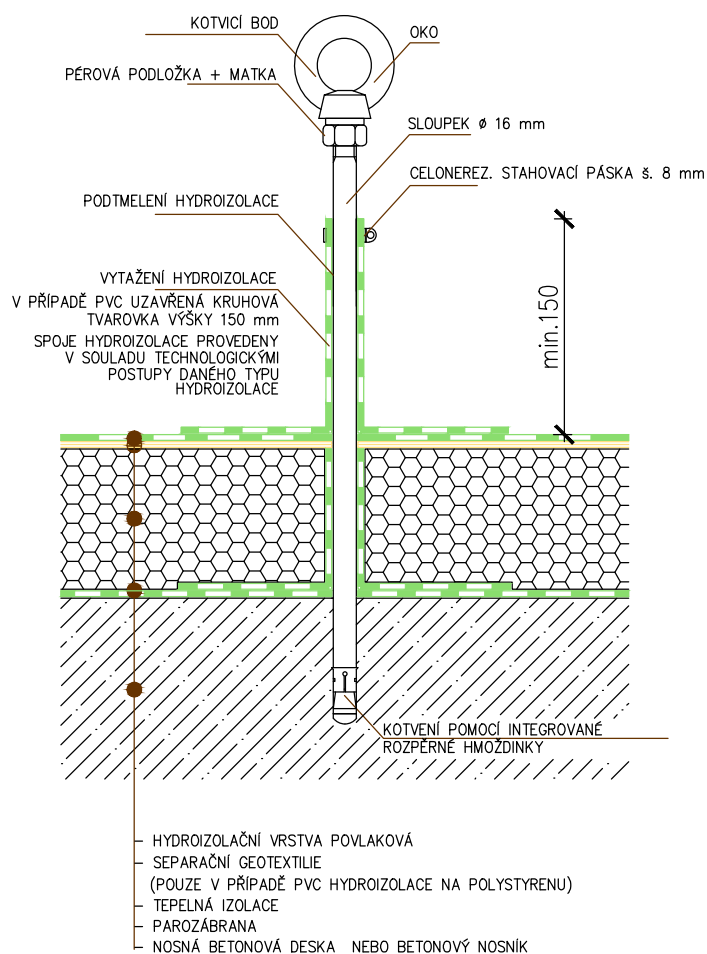 KOTVICÍ BOD
OKO
PÉROVÁ PODLOŽKA + MATKA
SLOUPEK ø 16 mm
CELONEREZ. STAHOVACÍ PÁSKA š. 8 mm
PODTMELENÍ HYDROIZOLACE
VYTAŽENÍ HYDROIZOLACE
V PŘÍPADĚ PVC UZAVŘENÁ KRUHOVÁ
TVAROVKA VÝŠKY 150 mm
SPOJE HYDROIZOLACE PROVEDENY
V SOULADU TECHNOLOGICKÝMI
POSTUPY DANÉHO TYPU
HYDROIZOLACE
min.150
KOTVENÍ POMOCÍ INTEGROVANÉ
ROZPĚRNÉ HMOŽDINKY
HYDROIZOLAČNÍ VRSTVA POVLAKOVÁ
SEPARAČNÍ GEOTEXTILIE
(POUZE V PŘÍPADĚ PVC HYDROIZOLACE NA POLYSTYRENU)
TEPELNÁ IZOLACE
PAROZÁBRANA
NOSNÁ BETONOVÁ DESKA NEBO BETONOVÝ NOSNÍK